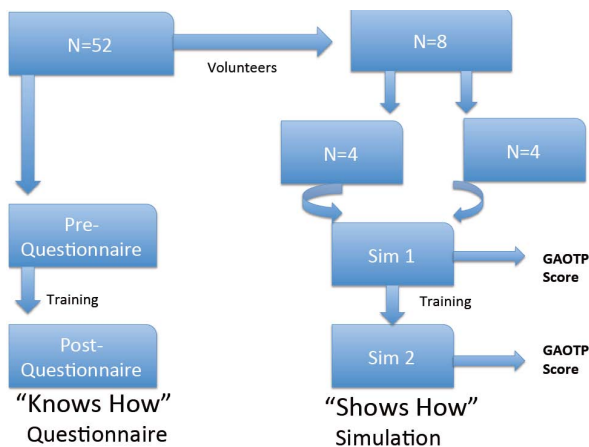 N=52
Volunteers
N=8
N=4
N=4
Pre-
Questionnaire
Training
Post-
Questionnaire
"Knows How"
Questionnaire
Sim 1
GAOTP
Score
Training
Sim 2
GAOTP
Score
"Shows How"
Simulation